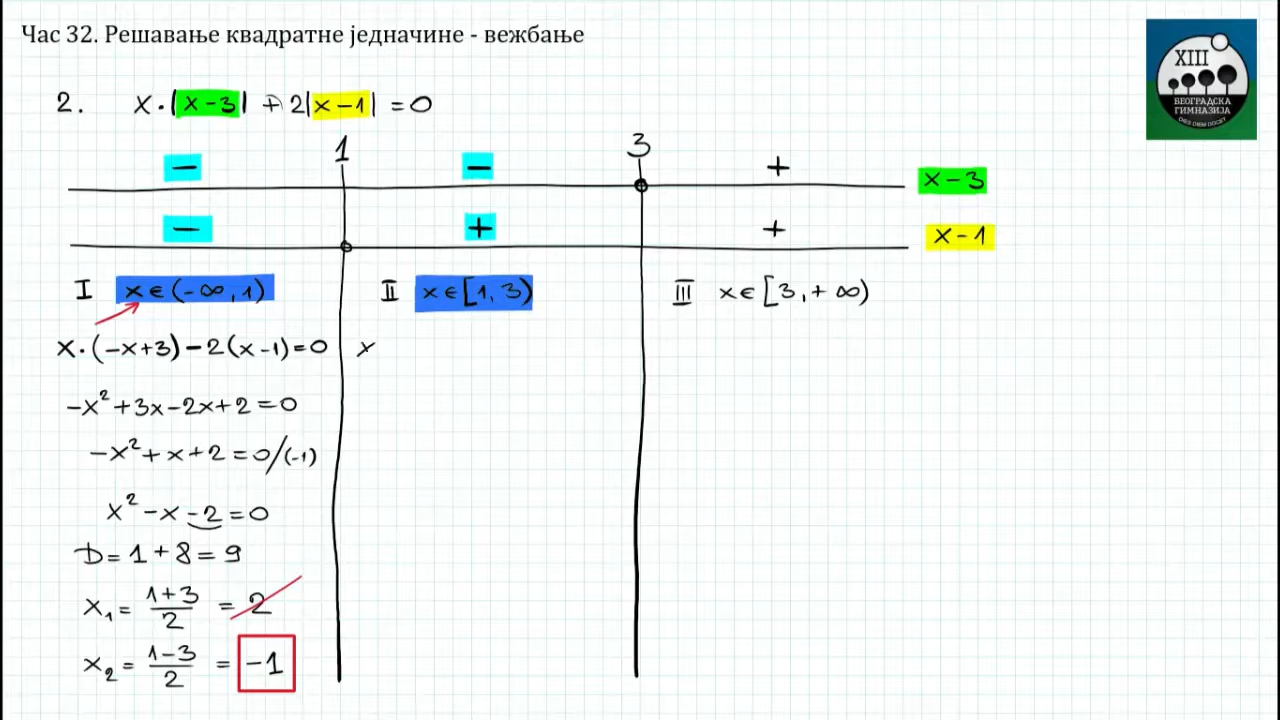 Час 32. Решавање квадратне једначине - вежбање
XIII
БЕОГРАДСКА
ГИМНАЗИЈА
2. x·|x-3| + 2|x-1| = 0
1 3
- - + x-3
- + + x-1
I x∈(-∞,1) II x∈[1,3) III x∈[3,+∞)
x·(-x+3)-2(x-1)=0 x
-x²+3x-2x+2=0
-x²+x+2=0/(-1)
x²-x-2=0
D=1+8=9
x₁= (1+3)/2 = 2
x₂= (1-3)/2 = -1